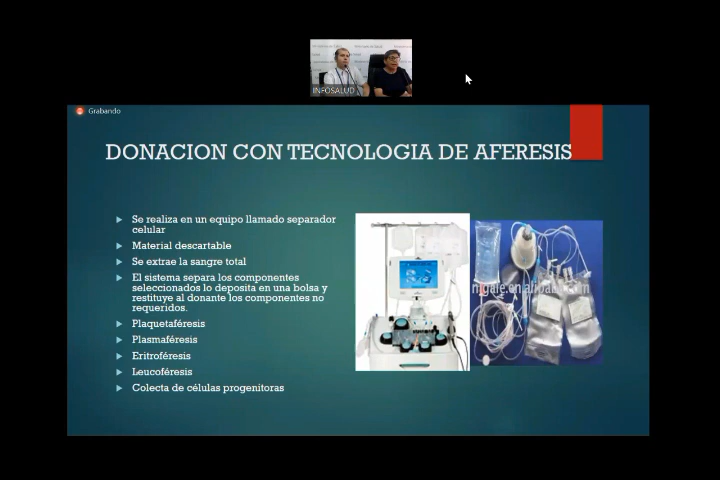 INFOSALUD
Grabando
DONACION CON TECNOLOGIA DE AFERESIS
Se realiza en un equipo llamado separador
celular
Material descartable
Se extrae la sangre total
El sistema separa los componentes
seleccionados lo deposita en una bolsa y
restituye al donante los componentes no
requeridos.
Plaquetaféresis
Plasmaféresis
Eritroféresis
Leucoféresis
Colecta de células progenitoras